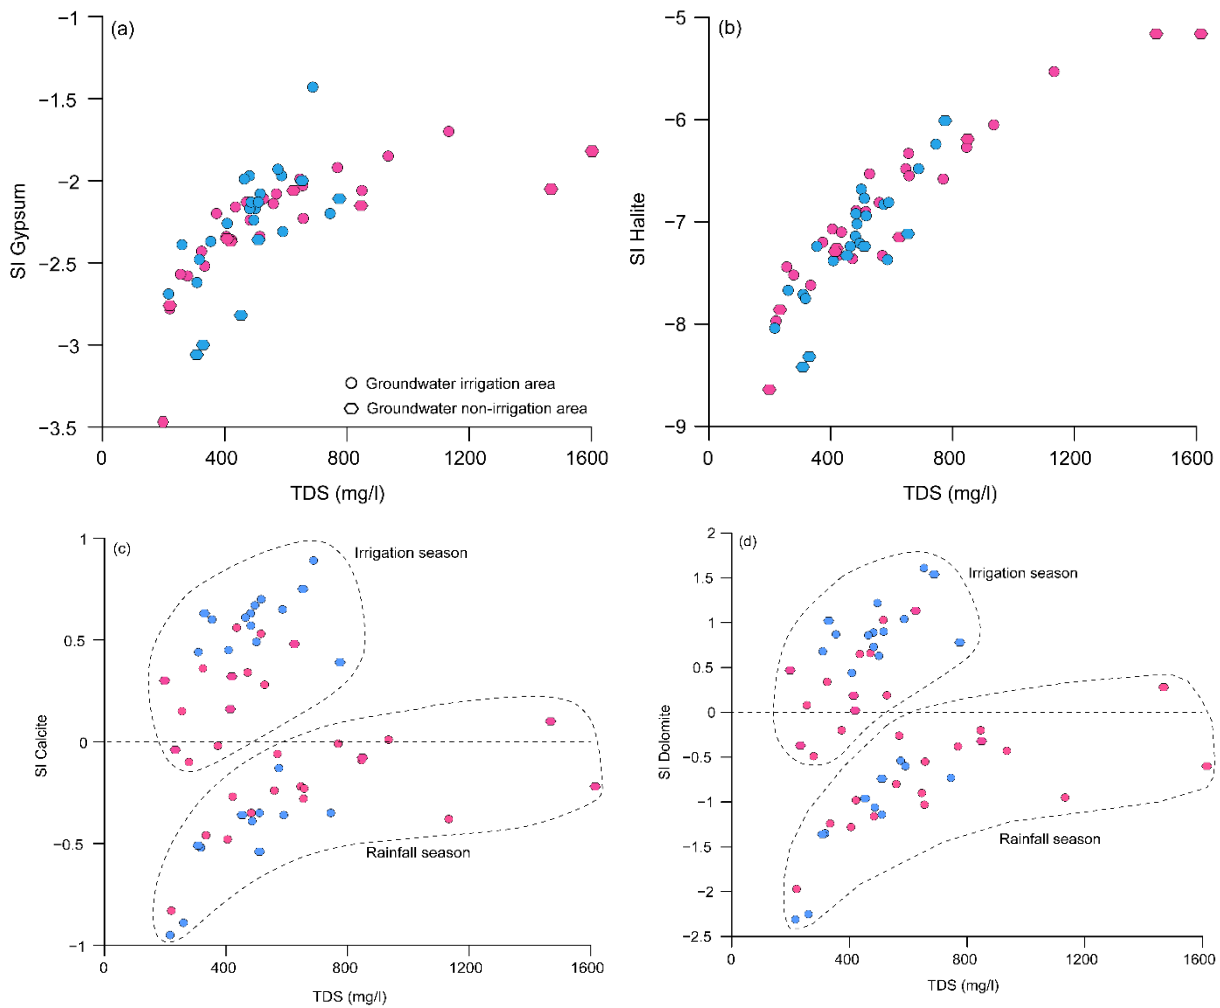 (a)
−1
−1.5
−2
−2.5
−3
−3.5
SI Gypsum
0
400
800
1200
1600
TDS (mg/l)
Groundwater irrigation area
Groundwater non-irrigation area
(b)
−5
−6
−7
−8
−9
SI Halite
0
400
800
1200
1600
TDS (mg/l)
(c)
1
0.5
0
−0.5
−1
SI Calcite
Irrigation season
Rainfall season
0
400
800
1200
1600
TDS (mg/l)
(d)
2
1.5
1
0.5
0
−0.5
−1
−1.5
−2
−2.5
SI Dolomite
Irrigation season
Rainfall season
0
400
800
1200
1600
TDS (mg/l)